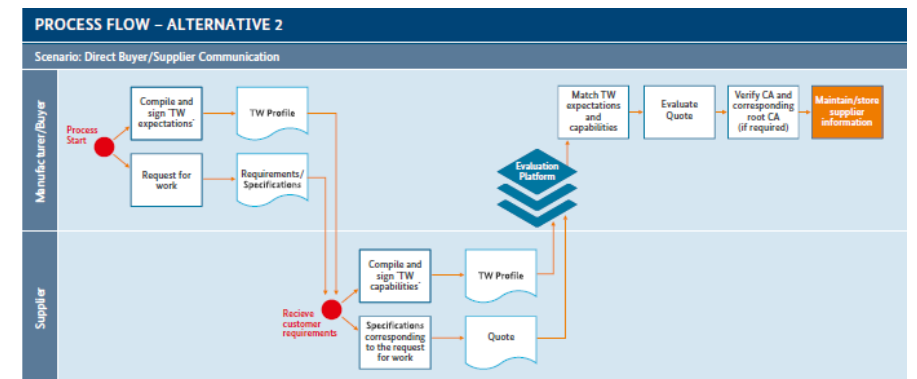 PROCESS FLOW – ALTERNATIVE 2
Scenario: Direct Buyer/Supplier Communication
Manufacturer/Buyer
Process
Start
Compile and
sign ‘TW
expectations’
TW Profile
Request for
work
Requirements/
Specifications
Match TW
expectations
and
capabilities
Evaluate
Quote
Verify CA and
corresponding
root CA
(if required)
Maintain/store
supplier
information
Evaluation
Platform
Supplier
Recieve
customer
requirements
Compile and
sign ‘TW
capabilities’
TW Profile
Specifications
corresponding
to the request
for work
Quote